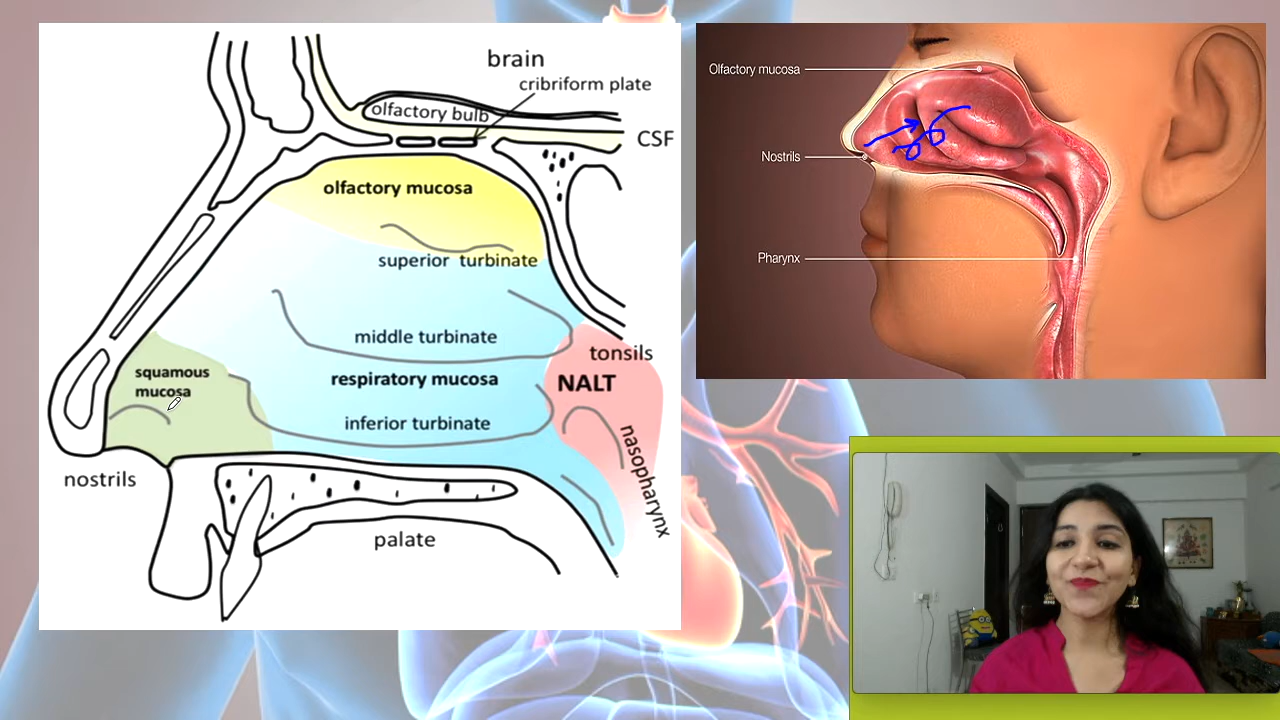 brain
cribriform plate
olfactory bulb
CSF
olfactory mucosa
superior turbinate
middle turbinate
tonsils
squamous
mucosa
respiratory mucosa
NALT
inferior turbinate
nasopharynx
nostrils
palate
Olfactory mucosa
Nostrils
Pharynx